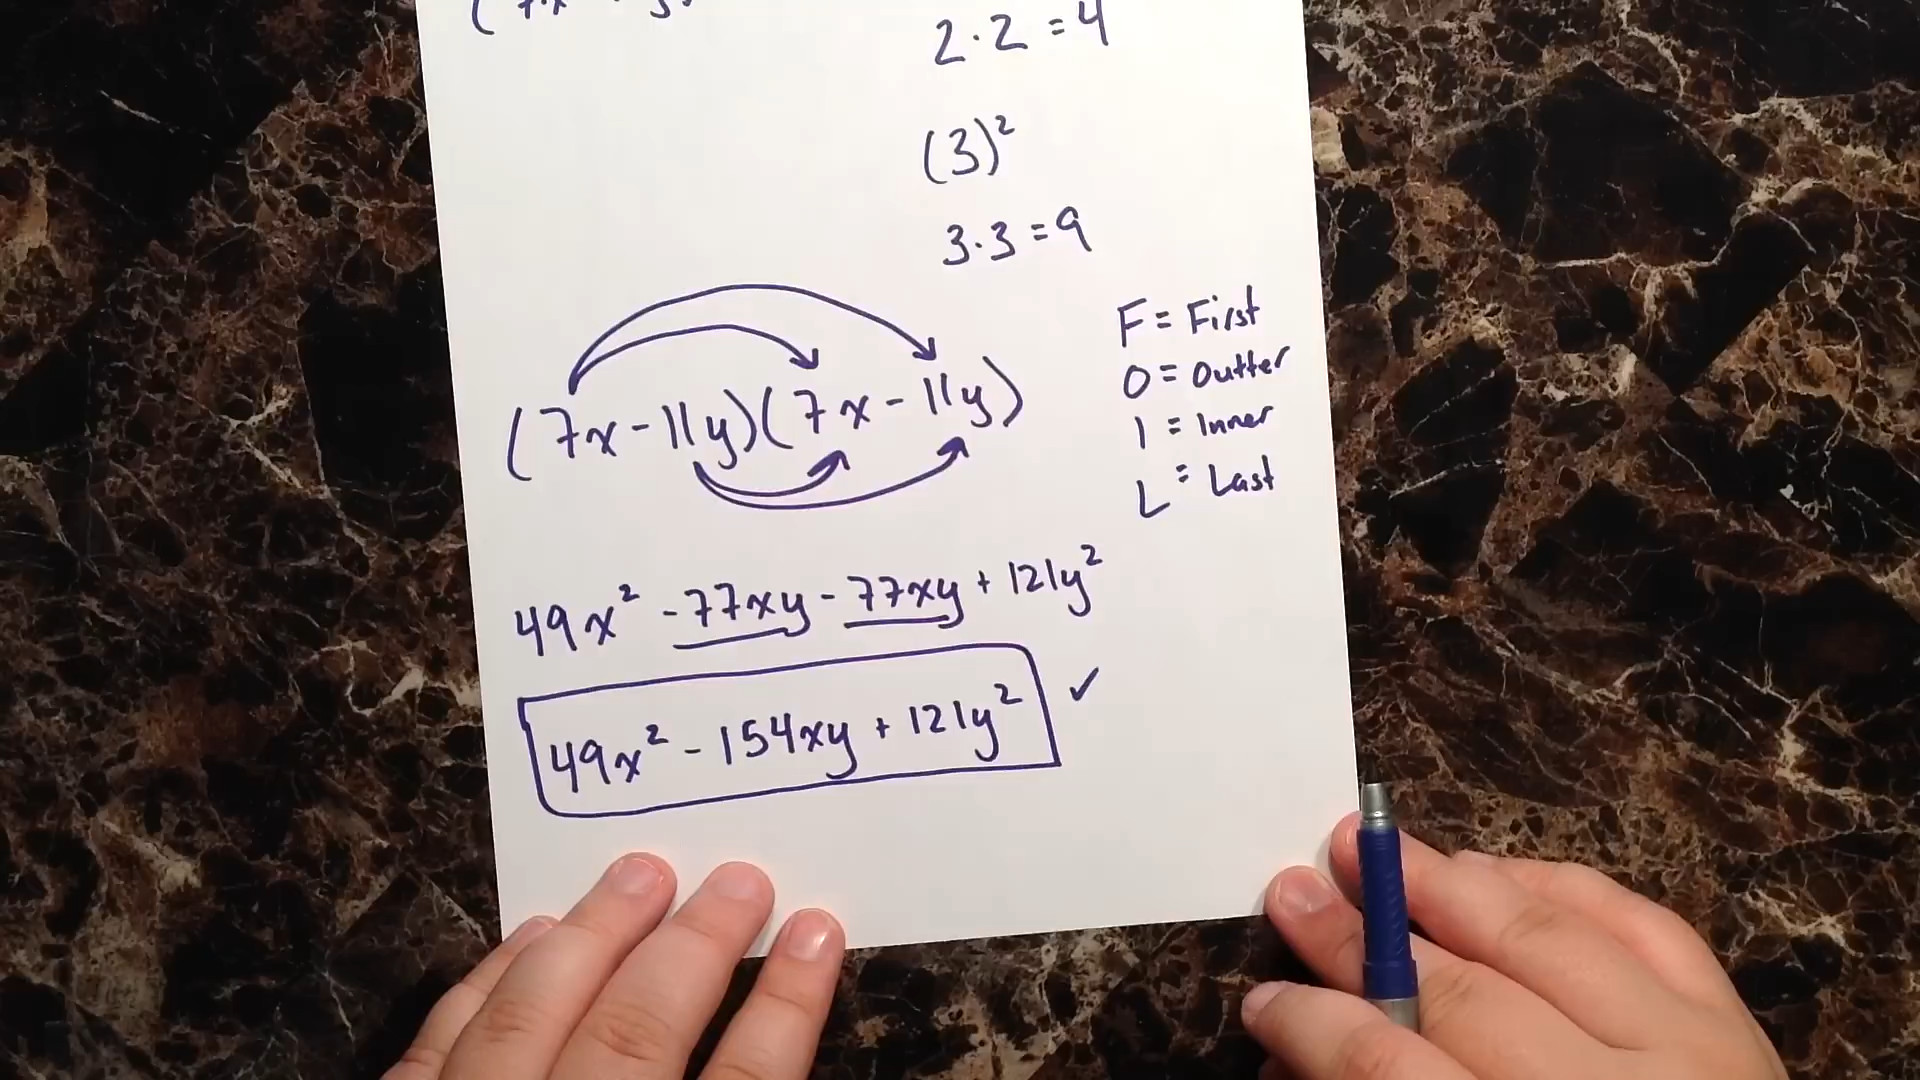 (7x
2·2=4
(3)²
3·3=9
F = First
O = Outter
I = Inner
L = Last
(7x-11y)(7x-11y)
49x² -77xy - 77xy + 121y²
49x² - 154xy + 121y² ✓